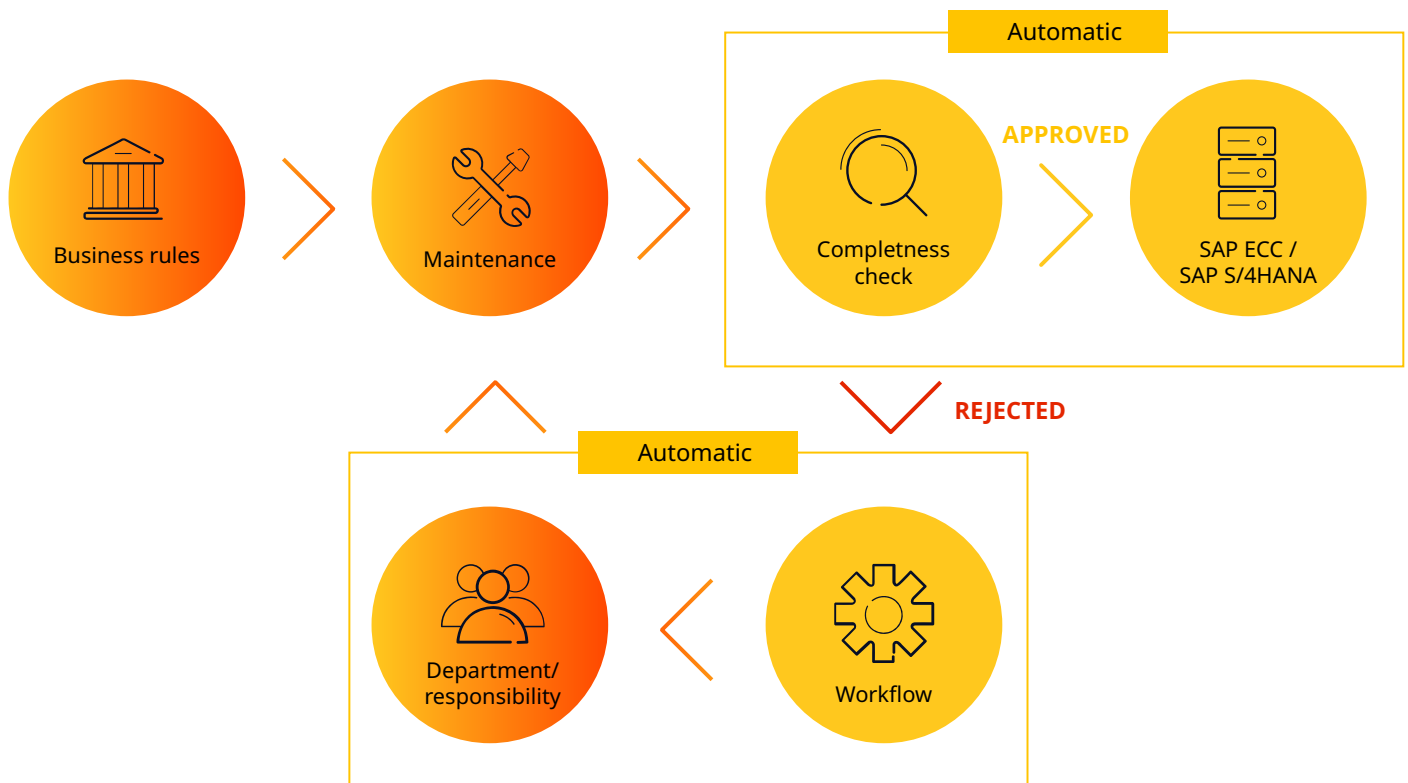 Automatic
Business rules
Maintenance
Completness
check
APPROVED
SAP ECC /
SAP S/4HANA
REJECTED
Automatic
Department/
responsibility
Workflow